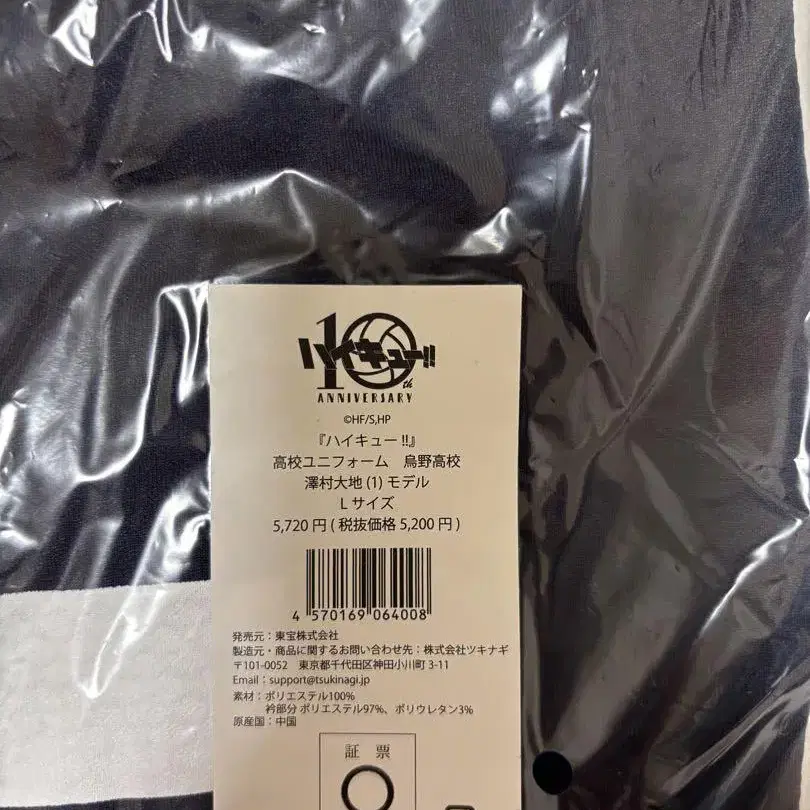 10th
ハイキュー!!
ANNIVERSARY
©HF/S,HP
『ハイキュー!!』
高校ユニフォーム　烏野高校
澤村大地(1)モデル
Lサイズ
5,720円(税抜価格5,200円)
4 570169 064008
発売元：東宝株式会社
製造元・商品に関するお問い合わせ先：株式会社ツキナギ
〒101-0052　東京都千代田区神田小川町3-11
Email：support@tsukinagi.jp
素材：ポリエステル100%
衿部分 ポリエステル97%、ポリウレタン3%
原産国：中国
証 票